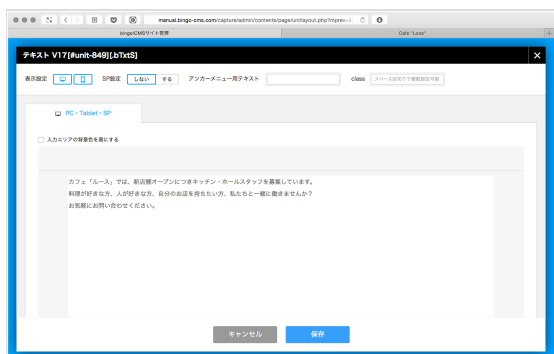 manual.bingo-cms.com/capture/admin/contents/page/unitlayout.php?mprev=
bingo!CMSサイト管理
Cafe "Loss"
テキスト V17[#unit-849][.bTxtS]
表示設定
SP設定 しない する
アンカーメニュー用テキスト
class スペース区切りで複数設定可能
PC・Tablet・SP
入力エリアの背景色を黒にする
カフェ「ルース」では、新店舗オープンにつきキッチン・ホールスタッフを募集しています。
料理が好きな方、人が好きな方、自分のお店を持ちたい方、私たちと一緒に働きませんか？
お気軽にお問い合わせください。
キャンセル 保存